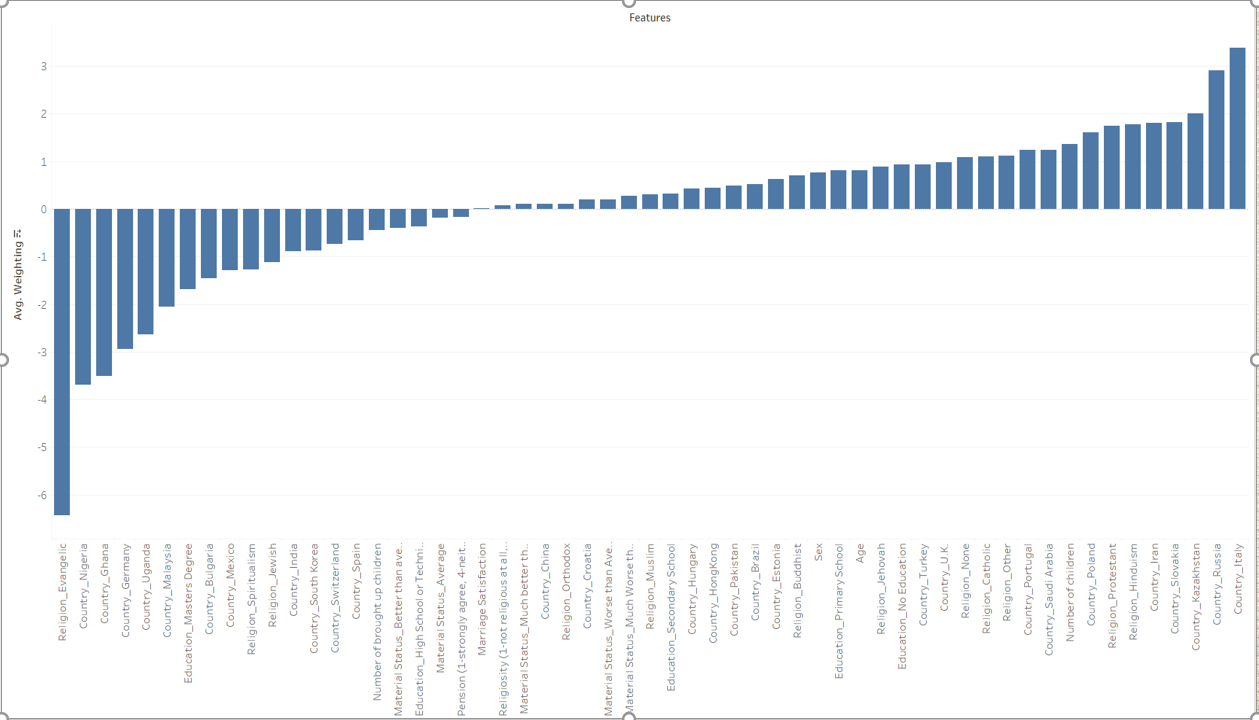 Features
Avg. Weighting
3
2
1
0
-1
-2
-3
-4
-5
-6
Religion_Evangelic
Country_Nigeria
Country_Ghana
Country_Germany
Country_Uganda
Country_Malaysia
Education_Masters Degree
Country_Bulgaria
Country_Mexico
Religion_Spiritualism
Religion_Jewish
Country_India
Country_South Korea
Country_Switzerland
Country_Spain
Number of brought up children
Material Status_Better than ave..
Education_High School or Techni..
Material Status_Average
Pension (1-strongly agree, 4-neit..
Marriage Satisfaction
Religiosity (1-not religious at all,..
Material Status_Much better th..
Country_China
Religion_Orthodox
Country_Croatia
Material Status_Worse than Ave..
Material Status_Much Worse th..
Religion_Muslim
Education_Secondary School
Country_Hungary
Country_HongKong
Country_Pakistan
Country_Brazil
Country_Estonia
Religion_Buddhist
Sex
Education_Primary School
Age
Religion_Jehovah
Education_No Education
Country_Turkey
Country_U.K.
Religion_None
Religion_Catholic
Religion_Other
Country_Portugal
Country_Saudi Arabia
Number of children
Country_Poland
Religion_Protestant
Religion_Hinduism
Country_Iran
Country_Slovakia
Country_Kazakhstan
Country_Russia
Country_Italy